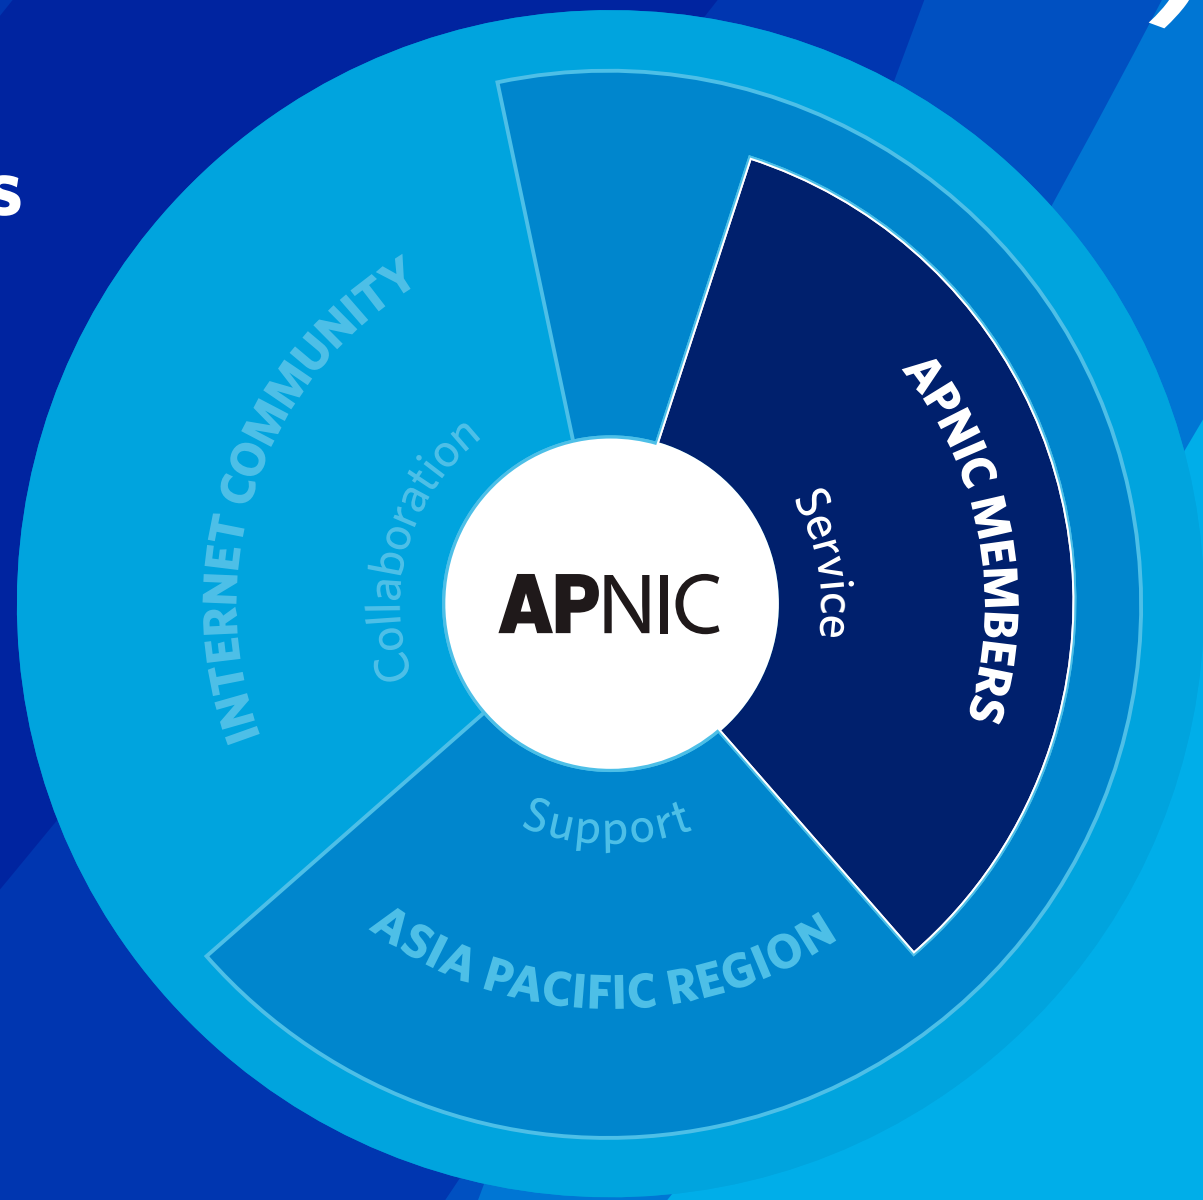 s
INTERNET COMMUNITY
Collaboration
APNIC
Service
APNIC MEMBERS
Support
ASIA PACIFIC REGION